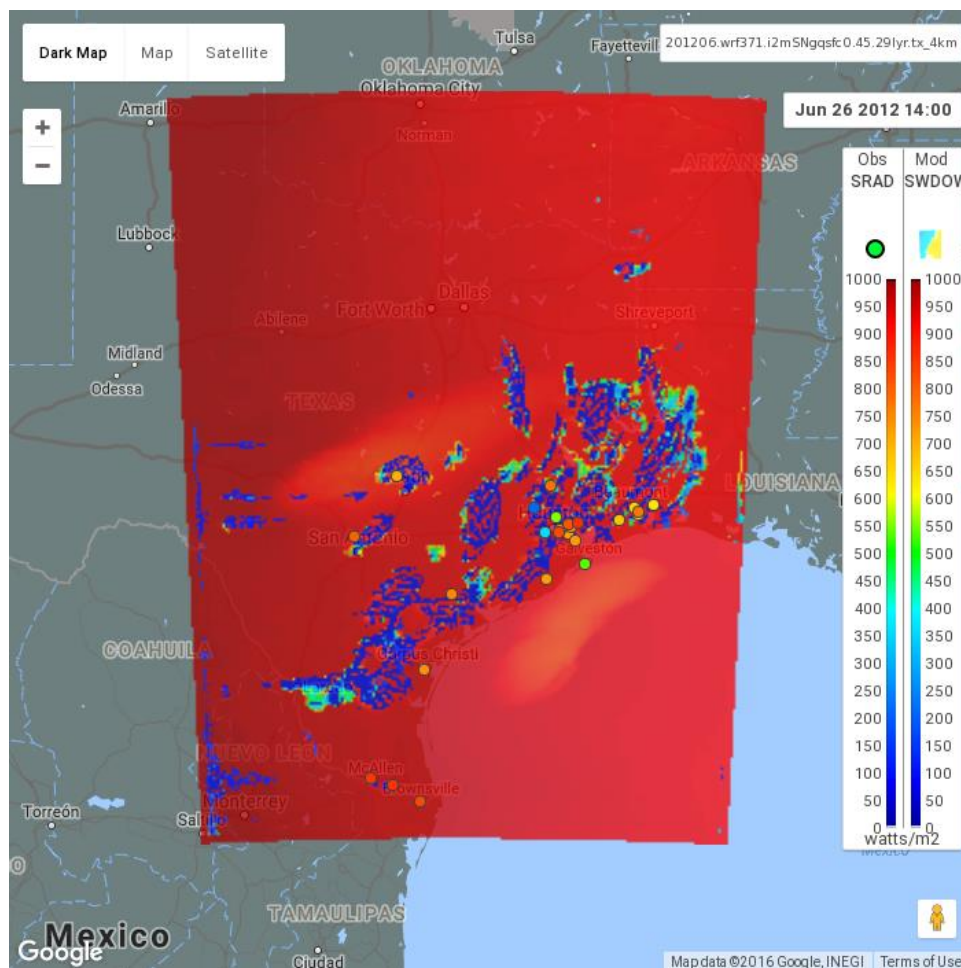 Dark Map Map Satellite
Tulsa
Fayettevill
201206.wrf371.i2mSNgqsfc0.45.29lyr.tx_4km
OKLAHOMA
Oklahoma City
Amarillo
Jun 26 2012 14:00
+
Norman
−
ARKANSAS
Obs Mod
SRAD SWDOW
Lubbock
1000 1000
950 950
Dallas
Fort Worth
Shreveport
900 900
Abilene
850 850
Midland
800 800
Odessa
TEXAS
750 750
700 700
650 650
LOUISIANA
Beaumont
600 600
San Antonio
550 550
Galveston
500 500
450 450
400 400
COAHUILA
Corpus Christi
350 350
300 300
250 250
200 200
NUEVO LEON
150 150
McAllen
100 100
Brownsville
Monterrey
50 50
Torreón
Saltillo
0 0
watts/m2
Mexico
TAMAULIPAS
Mexico
Google
Ciudad
Map data ©2016 Google, INEGI Terms of Use